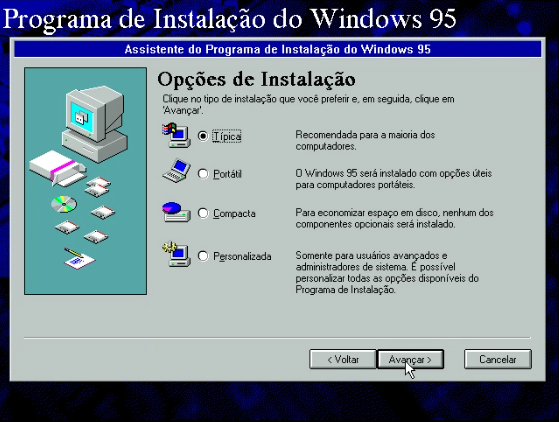 Programa de Instalação do Windows 95
Assistente do Programa de Instalação do Windows 95
Opções de Instalação
Clique no tipo de instalação que você preferir e, em seguida, clique em
'Avançar'.
Típica
Recomendada para a maioria dos
computadores.
Portátil
O Windows 95 será instalado com opções úteis
para computadores portáteis.
Compacta
Para economizar espaço em disco, nenhum dos
componentes opcionais será instalado.
Personalizada
Somente para usuários avançados e
administradores de sistema. É possível
personalizar todas as opções disponíveis do
Programa de Instalação.
< Voltar
Avançar >
Cancelar